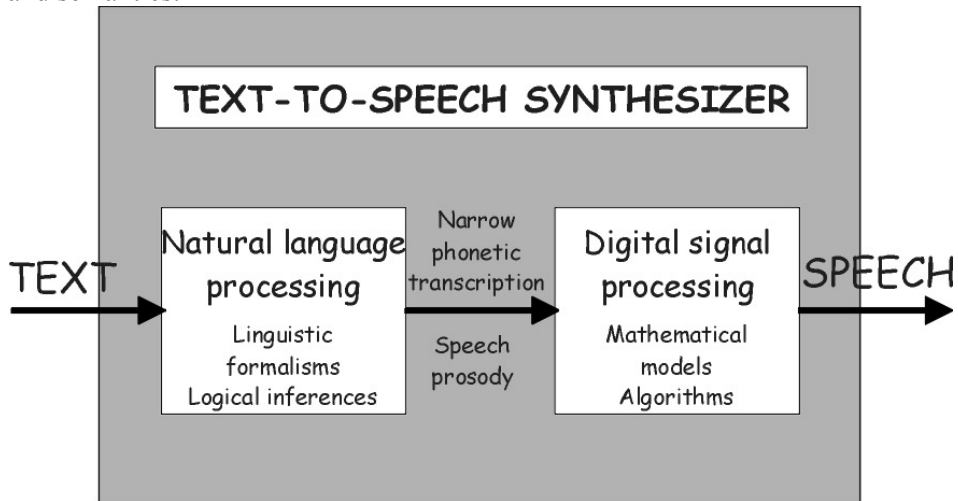 TEXT-TO-SPEECH SYNTHESIZER
TEXT
Natural language
processing
Linguistic
formalisms
Logical inferences
Narrow
phonetic
transcription
Speech
prosody
Digital signal
processing
Mathematical
models
Algorithms
SPEECH